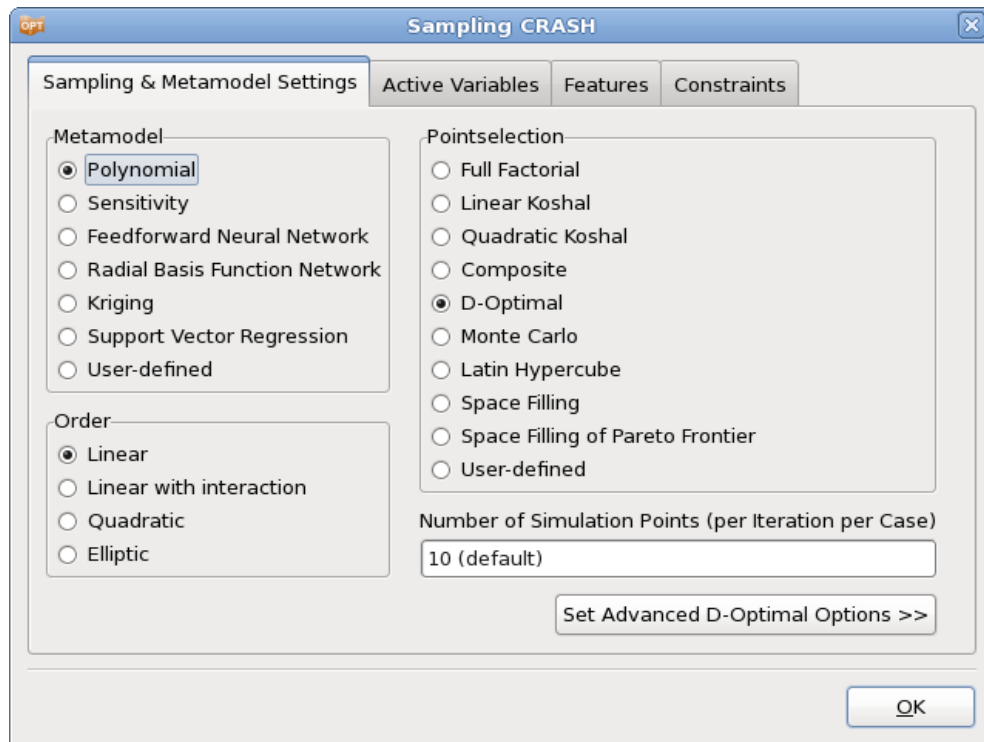 OPT
Sampling CRASH
Sampling & Metamodel Settings
Active Variables
Features
Constraints
Metamodel
Polynomial
Sensitivity
Feedforward Neural Network
Radial Basis Function Network
Kriging
Support Vector Regression
User-defined
Order
Linear
Linear with interaction
Quadratic
Elliptic
Pointselection
Full Factorial
Linear Koshal
Quadratic Koshal
Composite
D-Optimal
Monte Carlo
Latin Hypercube
Space Filling
Space Filling of Pareto Frontier
User-defined
Number of Simulation Points (per Iteration per Case)
10 (default)
Set Advanced D-Optimal Options >>
OK